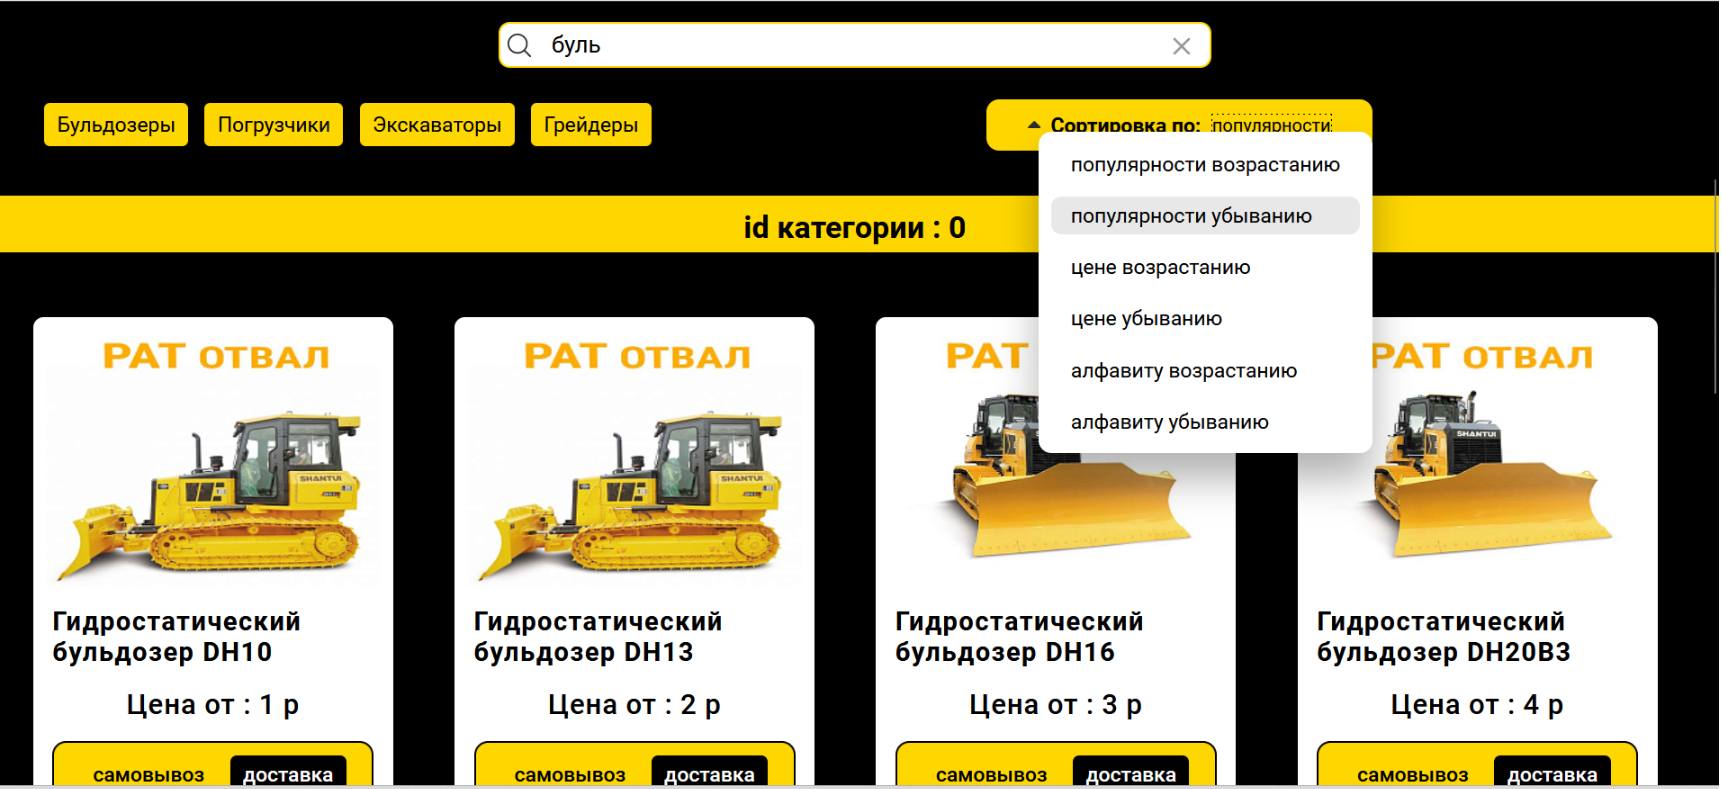 буль
Бульдозеры
Погрузчики
Экскаваторы
Грейдеры
Сортировка по: популярности
популярности возрастанию
популярности убыванию
цене возрастанию
цене убыванию
алфавиту возрастанию
алфавиту убыванию
id категории : 0
РАТ ОТВАЛ
SHANTUI
Гидростатический
бульдозер DH10
Цена от : 1 р
самовывоз
доставка
РАТ ОТВАЛ
SHANTUI
Гидростатический
бульдозер DH13
Цена от : 2 р
самовывоз
доставка
РАТ
Гидростатический
бульдозер DH16
Цена от : 3 р
самовывоз
доставка
РАТ ОТВАЛ
SHANTUI
Гидростатический
бульдозер DH20B3
Цена от : 4 р
самовывоз
доставка